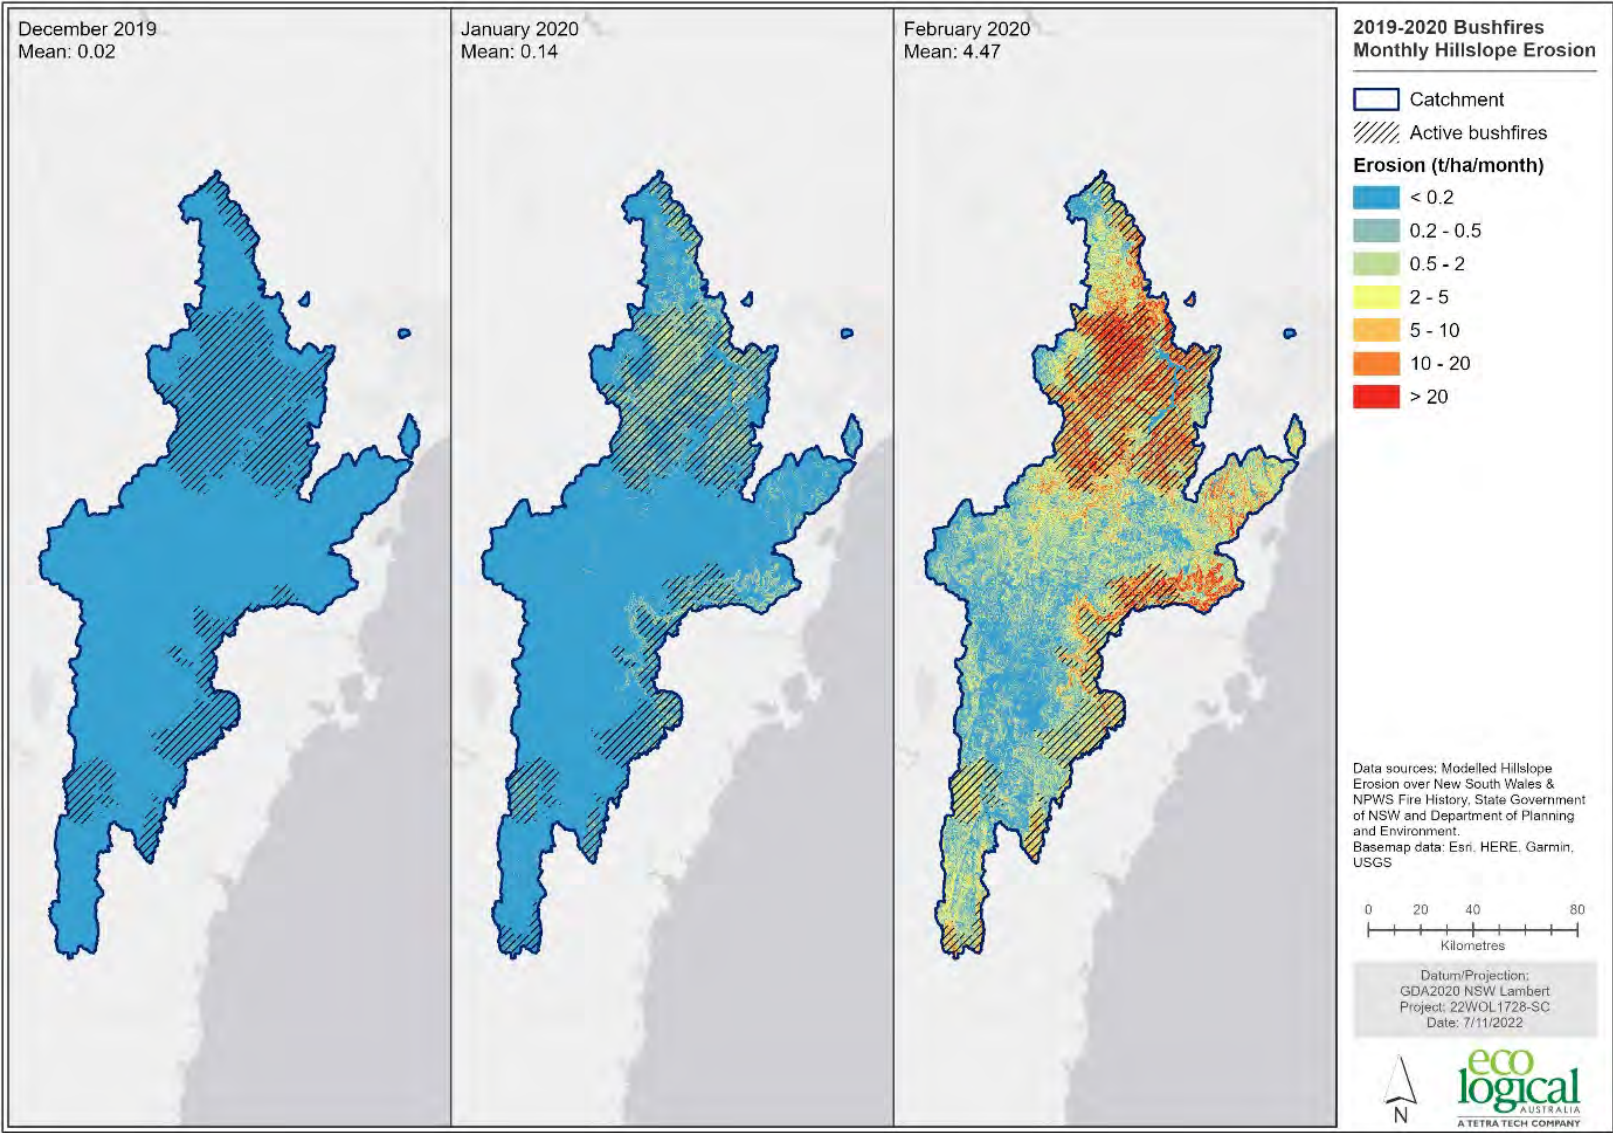 December 2019
Mean: 0.02
January 2020
Mean: 0.14
February 2020
Mean: 4.47
2019-2020 Bushfires
Monthly Hillslope Erosion
Catchment
Active bushfires
Erosion (t/ha/month)
< 0.2
0.2 - 0.5
0.5 - 2
2 - 5
5 - 10
10 - 20
> 20
Data sources: Modelled Hillslope
Erosion over New South Wales &
NPWS Fire History, State Government
of NSW and Department of Planning
and Environment.
Basemap data: Esri, HERE, Garmin,
USGS
0 20 40 80
Kilometres
Datum/Projection:
GDA2020 NSW Lambert
Project: 22WOL1728-SC
Date: 7/11/2022
N
eco
logical
AUSTRALIA
A TETRA TECH COMPANY